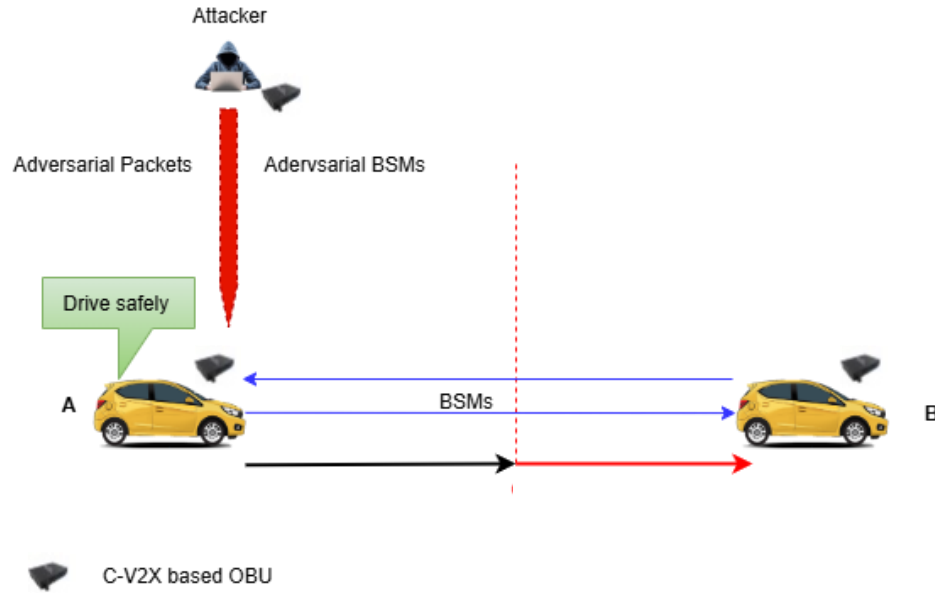 Attacker
Adversarial Packets
Adervsarial BSMs
Drive safely
A
BSMs
B
C-V2X based OBU